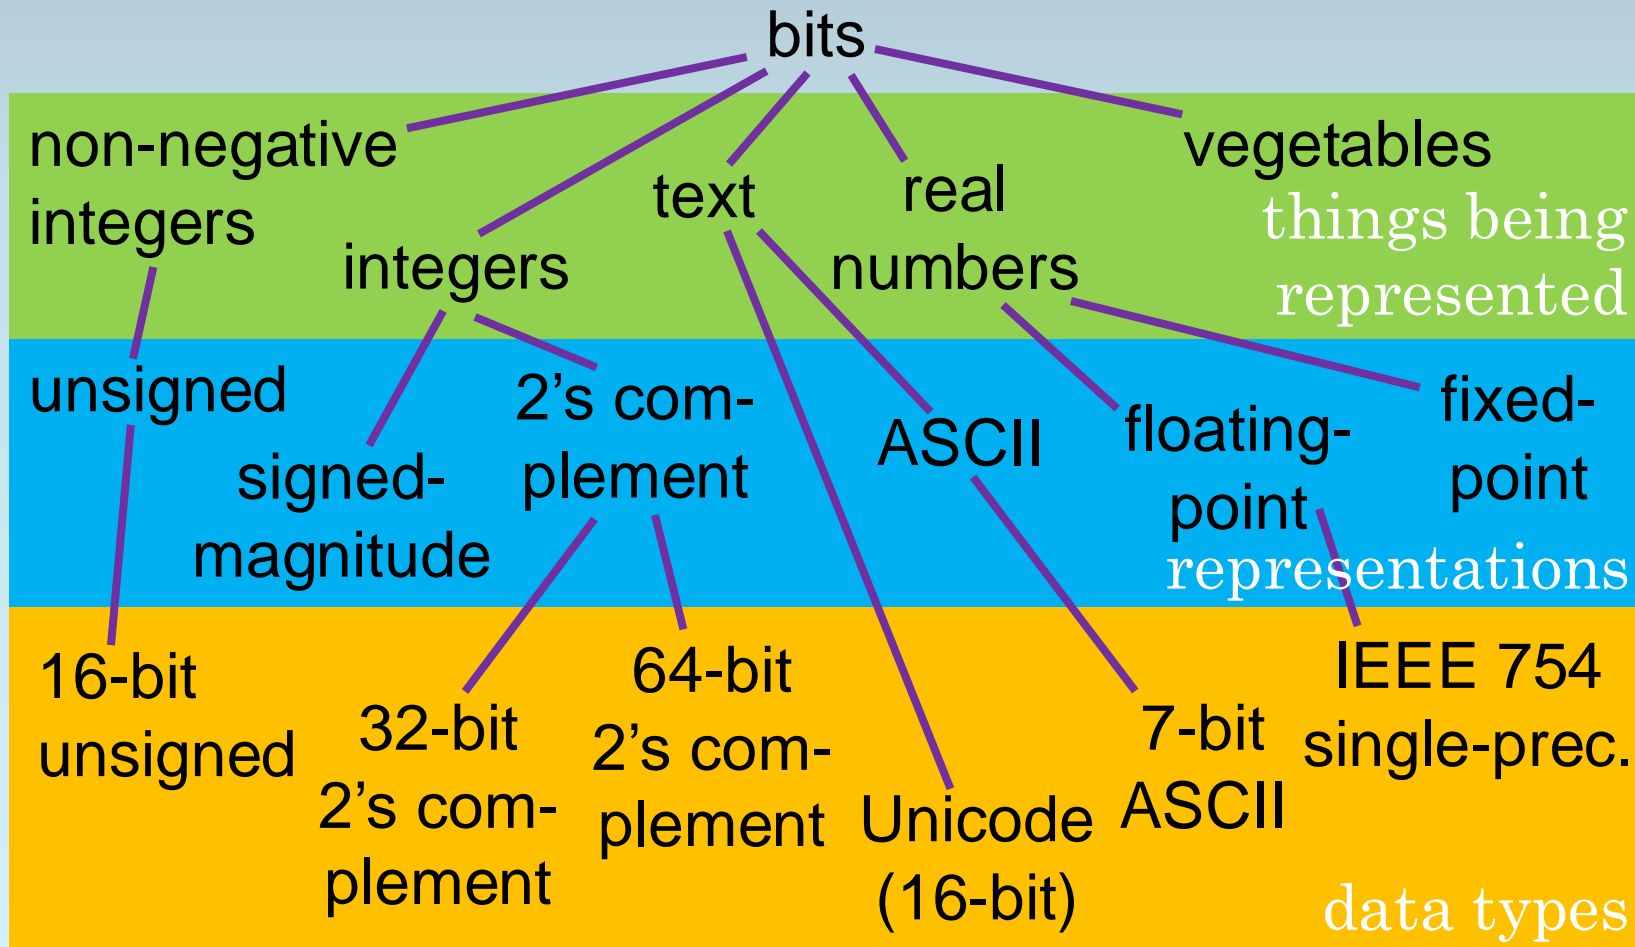 bits
non-negative
integers
integers
text
real
numbers
vegetables
things being
represented
unsigned
signed-
magnitude
2’s com-
plement
ASCII
floating-
point
fixed-
point
representations
16-bit
unsigned
32-bit
2’s com-
plement
64-bit
2’s com-
plement
Unicode
(16-bit)
7-bit
ASCII
IEEE 754
single-prec.
data types